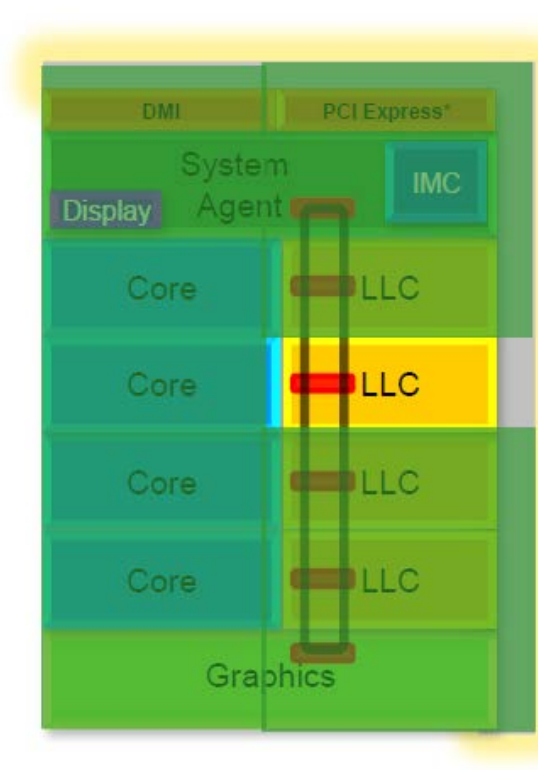 DMI
PCI Express*
System
Agent
Display
IMC
Core
LLC
Core
LLC
Core
LLC
Core
LLC
Graphics